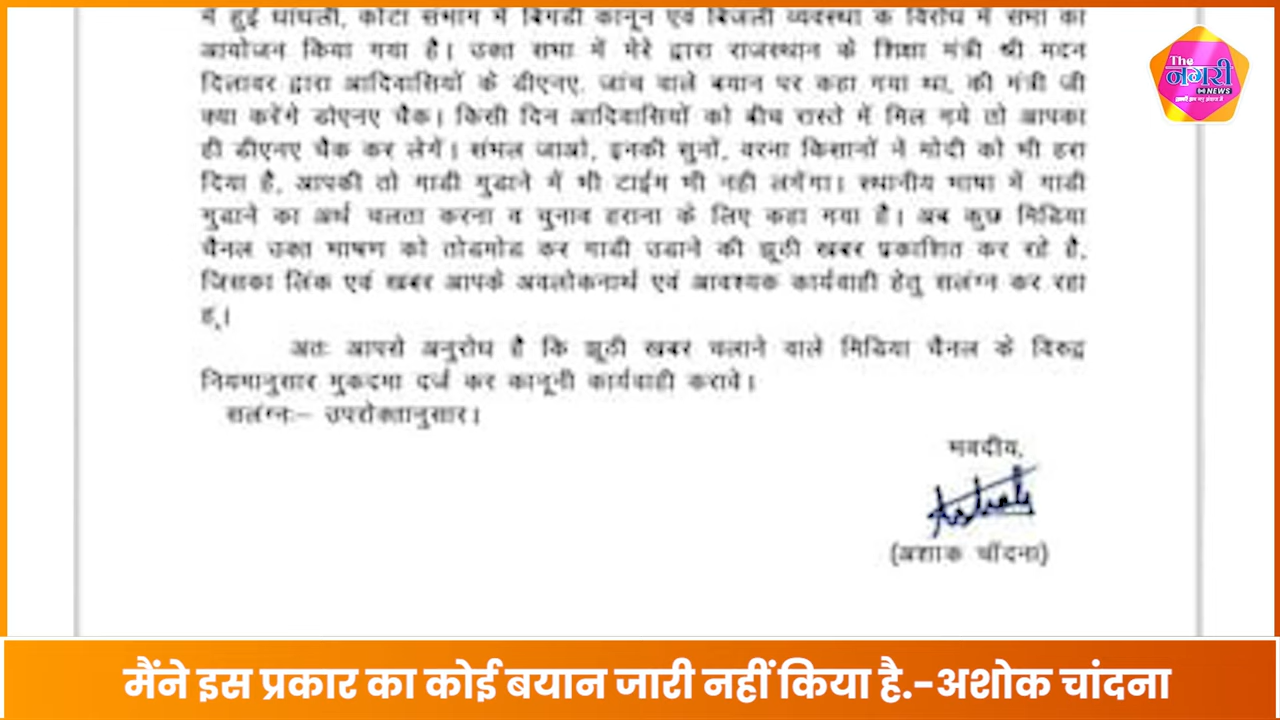 में हुई धांधली, कोटा संभाग में बिगडी कानून एवं बिजली व्यवस्था के विरोध में सभा का
आयोजन किया गया है। उक्त सभा में मेरे द्वारा राजस्थान के शिक्षा मंत्री श्री मदन
दिलावर द्वारा आदिवासियों के डीएनए. जांच वाले बयान पर कहा गया था, की मंत्री जी
क्या करेंगे डीएनए चैक। किसी दिन आदिवासियों को बीच रास्ते में मिल गये तो आपका
ही डीएनए चैक कर लेगें। संभल जाओ, इनकी सुनों, वरना किसानों ने मोदी को भी हरा
दिया है, आपकी तो गाडी गुडाने में भी टाईम भी नही लगेंगा। स्थानीय भाषा में गाडी
गुडाने का अर्थ चलता करना व चुनाव हराना के लिए कहा गया है। अब कुछ मिडिया
चैनल उक्त भाषण को तोडमोड कर गाडी उडाने की झूठी खबर प्रकाशित कर रहे है,
जिसका लिंक एवं खबर आपके अवलोकनार्थ एवं आवश्यक कार्यवाही हेतु सलंग्न कर रहा
हू।
अतः आपसे अनुरोध है कि झूठी खबर चलाने वाले मिडिया चैनल के विरुद्व
नियमानुसार मुकदमा दर्ज कर कानूनी कार्यवाही करावे।
सलंग्नः- उपरोक्तानुसार।
भवदीय,
(अशोक चाँदना)
The
नगरी
NEWS
मैंने इस प्रकार का कोई बयान जारी नहीं किया है.-अशोक चांदना